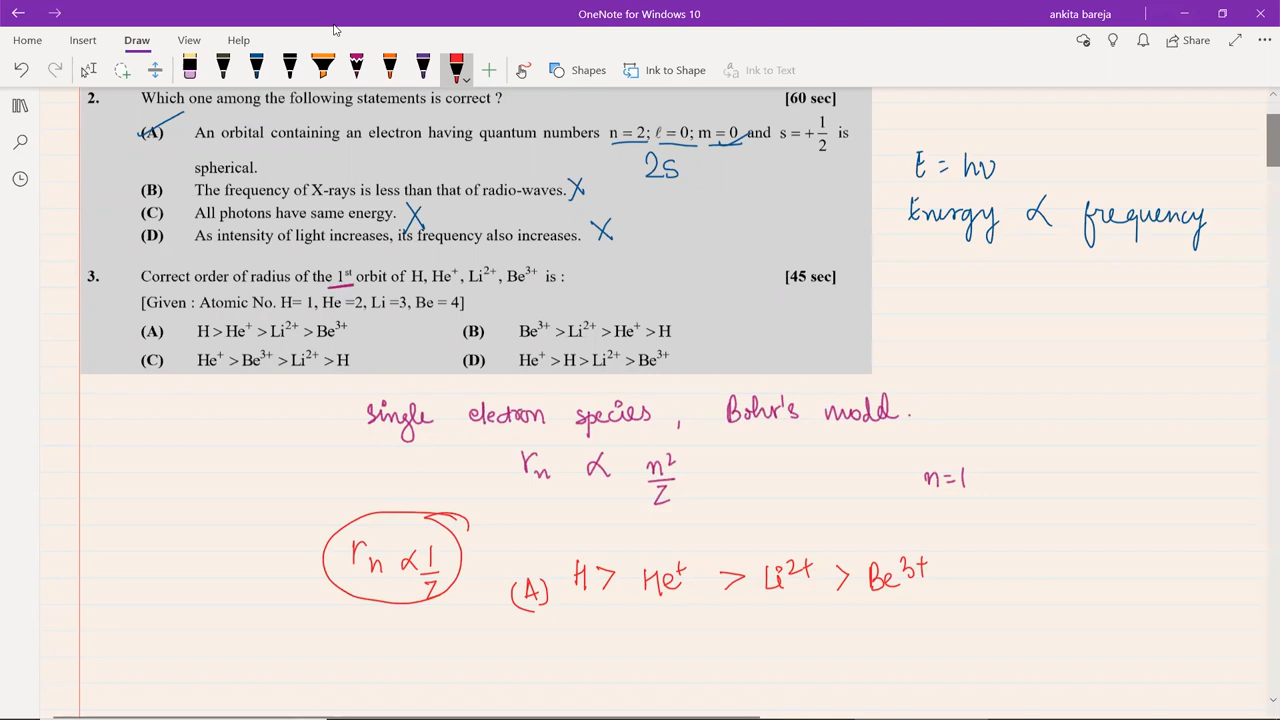 OneNote for Windows 10
ankita bareja
Home Insert Draw View Help
Share
Shapes Ink to Shape Ink to Text
2. Which one among the following statements is correct ? [60 sec]
(A) An orbital containing an electron having quantum numbers n = 2; ℓ = 0; m = 0 and s = + 1/2 is
spherical.
2S
(B) The frequency of X-rays is less than that of radio-waves. X
(C) All photons have same energy. X
(D) As intensity of light increases, its frequency also increases. X
E = hν
Energy ∝ frequency
3. Correct order of radius of the 1st orbit of H, He⁺, Li²⁺, Be³⁺ is : [45 sec]
[Given : Atomic No. H= 1, He =2, Li =3, Be = 4]
(A) H > He⁺ > Li²⁺ > Be³⁺ (B) Be³⁺ > Li²⁺ > He⁺ > H
(C) He⁺ > Be³⁺ > Li²⁺ > H (D) He⁺ > H > Li²⁺ > Be³⁺
single electron species, Bohr's model.
rₙ ∝ n²/Z n=1
rₙ ∝ 1/Z
(A) H > He⁺ > Li²⁺ > Be³⁺